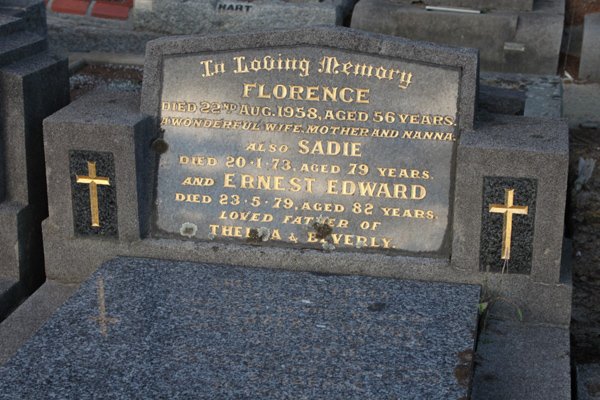 HART
In Loving Memory
FLORENCE
DIED 22ND AUG. 1958, AGED 56 YEARS.
A WONDERFUL WIFE, MOTHER AND NANNA.
ALSO SADIE
DIED 20·1·73, AGED 79 YEARS.
AND ERNEST EDWARD
DIED 23·5·79, AGED 82 YEARS.
LOVED FATHER OF
THELMA & BEVERLY.